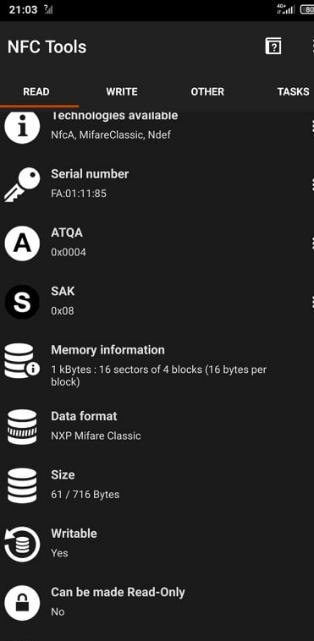 21:03
4G+
80
NFC Tools
READ WRITE OTHER TASKS
Technologies available
NfcA, MifareClassic, Ndef
Serial number
FA:01:11:85
A
ATQA
0x0004
S
SAK
0x08
Memory information
1 kBytes : 16 sectors of 4 blocks (16 bytes per
block)
Data format
NXP Mifare Classic
Size
61 / 716 Bytes
Writable
Yes
Can be made Read-Only
No